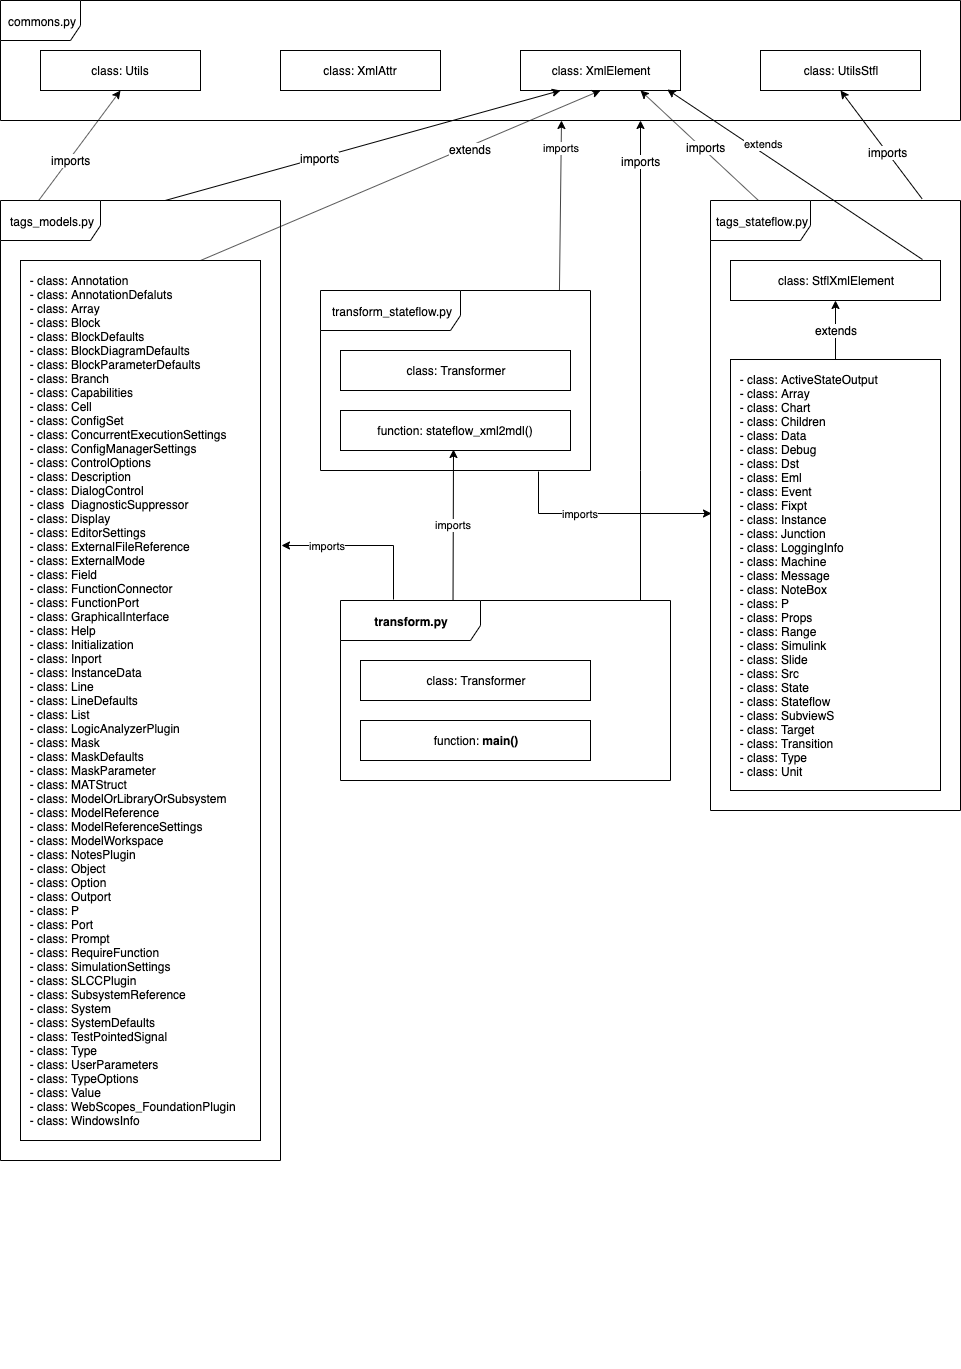 commons.py
class: Utils
class: XmlAttr
class: XmlElement
class: UtilsStfl
imports
imports
extends
imports
imports
imports
extends
imports
tags_models.py
- class: Annotation
- class: AnnotationDefaluts
- class: Array
- class: Block
- class: BlockDefaults
- class: BlockDiagramDefaults
- class: BlockParameterDefaults
- class: Branch
- class: Capabilities
- class: Cell
- class: ConfigSet
- class: ConcurrentExecutionSettings
- class: ConfigManagerSettings
- class: ControlOptions
- class: Description
- class: DialogControl
- class  DiagnosticSuppressor
- class: Display
- class: EditorSettings
- class: ExternalFileReference
- class: ExternalMode
- class: Field
- class: FunctionConnector
- class: FunctionPort
- class: GraphicalInterface
- class: Help
- class: Initialization
- class: Inport
- class: InstanceData
- class: Line
- class: LineDefaults
- class: List
- class: LogicAnalyzerPlugin
- class: Mask
- class: MaskDefaults
- class: MaskParameter
- class: MATStruct
- class: ModelOrLibraryOrSubsystem
- class: ModelReference
- class: ModelReferenceSettings
- class: ModelWorkspace
- class: NotesPlugin
- class: Object
- class: Option
- class: Outport
- class: P
- class: Port
- class: Prompt
- class: RequireFunction
- class: SimulationSettings
- class: SLCCPlugin
- class: SubsystemReference
- class: System
- class: SystemDefaults
- class: TestPointedSignal
- class: Type
- class: UserParameters
- class: TypeOptions
- class: Value
- class: WebScopes_FoundationPlugin
- class: WindowsInfo
transform_stateflow.py
class: Transformer
function: stateflow_xml2mdl()
imports
imports
imports
transform.py
class: Transformer
function: main()
tags_stateflow.py
class: StflXmlElement
extends
- class: ActiveStateOutput
- class: Array
- class: Chart
- class: Children
- class: Data
- class: Debug
- class: Dst
- class: Eml
- class: Event
- class: Fixpt
- class: Instance
- class: Junction
- class: LoggingInfo
- class: Machine
- class: Message
- class: NoteBox
- class: P
- class: Props
- class: Range
- class: Simulink
- class: Slide
- class: Src
- class: State
- class: Stateflow
- class: SubviewS
- class: Target
- class: Transition
- class: Type
- class: Unit